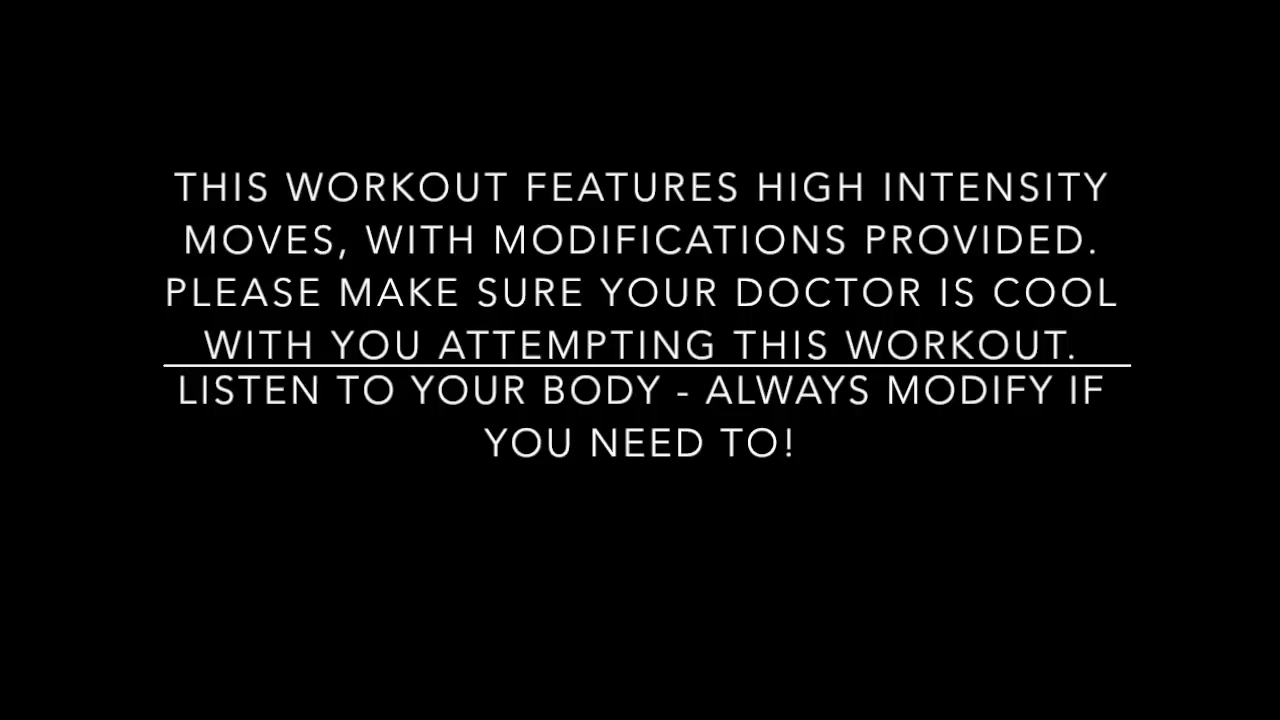 THIS WORKOUT FEATURES HIGH INTENSITY
MOVES, WITH MODIFICATIONS PROVIDED.
PLEASE MAKE SURE YOUR DOCTOR IS COOL
WITH YOU ATTEMPTING THIS WORKOUT.
LISTEN TO YOUR BODY - ALWAYS MODIFY IF
YOU NEED TO!